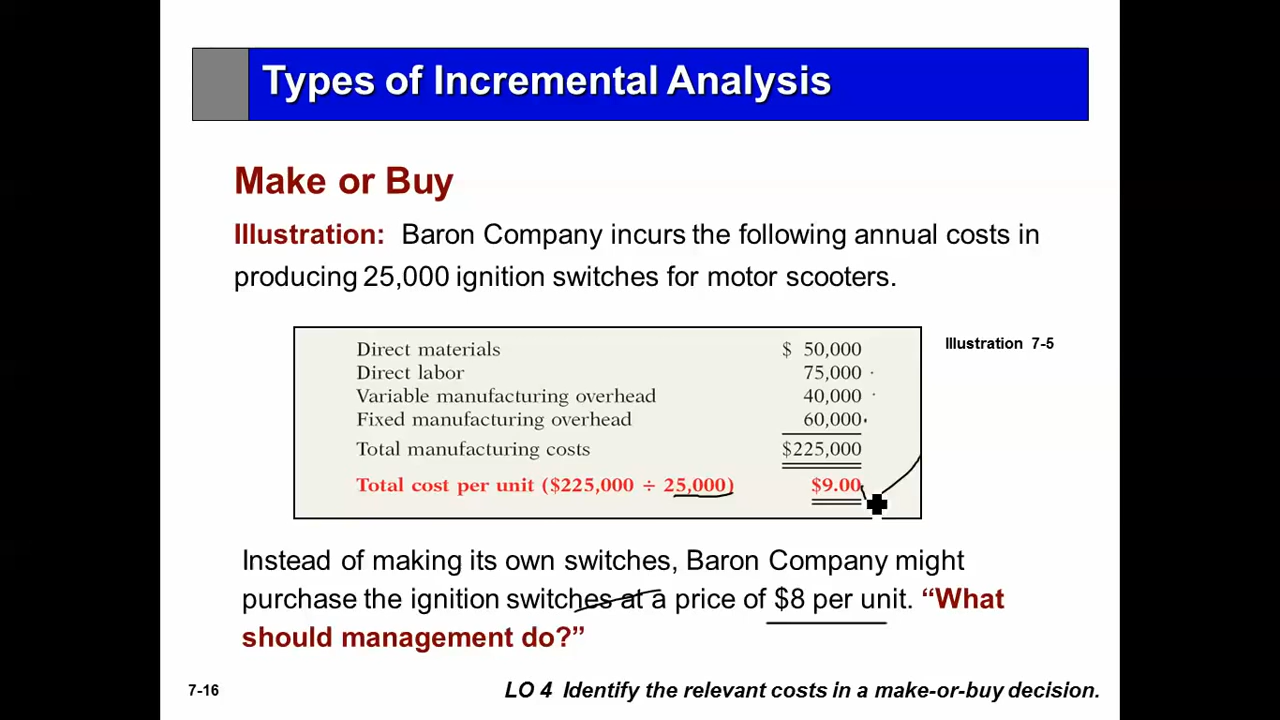 Types of Incremental Analysis
Make or Buy
Illustration: Baron Company incurs the following annual costs in
producing 25,000 ignition switches for motor scooters.
Direct materials $ 50,000
Direct labor 75,000
Variable manufacturing overhead 40,000
Fixed manufacturing overhead 60,000
Total manufacturing costs $225,000
Total cost per unit ($225,000 ÷ 25,000) $9.00
Illustration 7-5
Instead of making its own switches, Baron Company might
purchase the ignition switches at a price of $8 per unit. “What
should management do?”
7-16
LO 4 Identify the relevant costs in a make-or-buy decision.